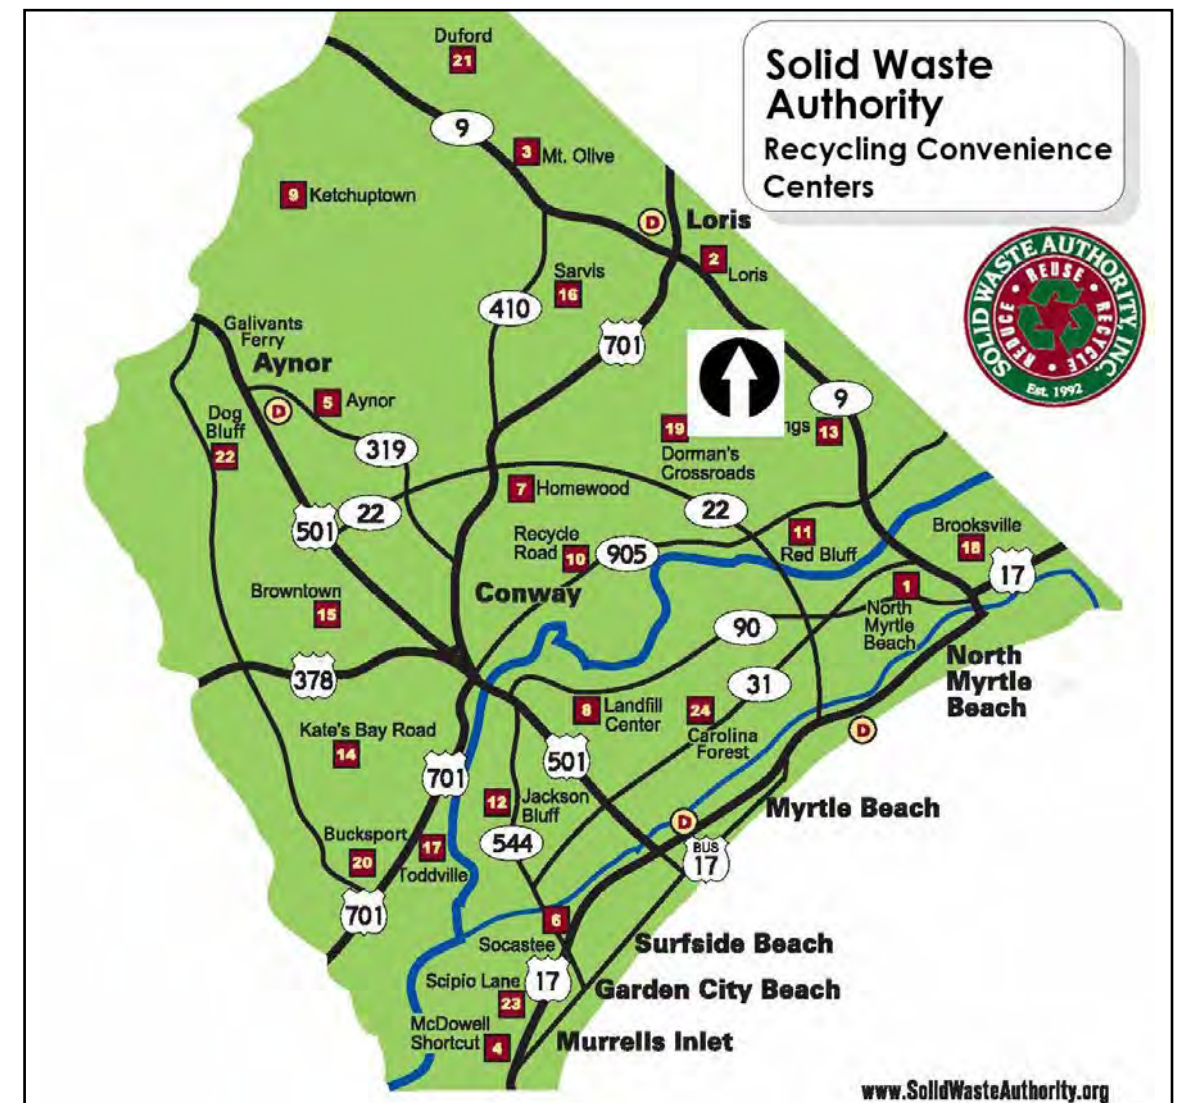 Solid Waste
Authority
Recycling Convenience
Centers
SOLID WASTE AUTHORITY, INC.
REDUCE • REUSE • RECYCLE
Est. 1992
Duford
21
9
3 Mt. Olive
9 Ketchuptown
D
Loris
2
Loris
Sarvis
16
410
701
Galivants
Ferry
Aynor
5 Aynor
D
Dog
Bluff
22
319
9
19
Dorman's
Crossroads
ngs
13
7 Homewood
22
501
22
Recycle
Road
10
905
11
Red Bluff
Brooksville
18
17
Browntown
15
Conway
1
North
Myrtle
Beach
90
North
Myrtle
Beach
378
31
8 Landfill
Center
24
Carolina
Forest
D
Kate's Bay Road
14
701
501
12 Jackson
Bluff
Myrtle Beach
D
Bucksport
20
17
Toddville
544
BUS
17
701
6
Socastee
Surfside Beach
Scipio Lane
23
17
Garden City Beach
McDowell
Shortcut
4
Murrells Inlet
www.SolidWasteAuthority.org